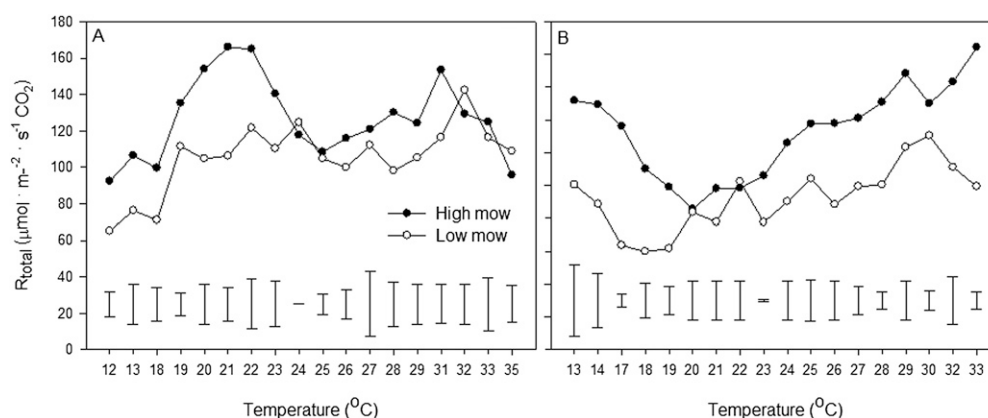 A
B
180
160
140
120
100
80
60
40
20
0
Rtotal (μmol · m-⁻² · s⁻¹ CO₂)
High mow
Low mow
12 13 18 19 20 21 22 23 24 25 26 27 28 29 31 32 33 35
13 14 17 18 19 20 21 22 23 24 25 26 27 28 29 30 32 33
Temperature (⁰C)
Temperature (⁰C)